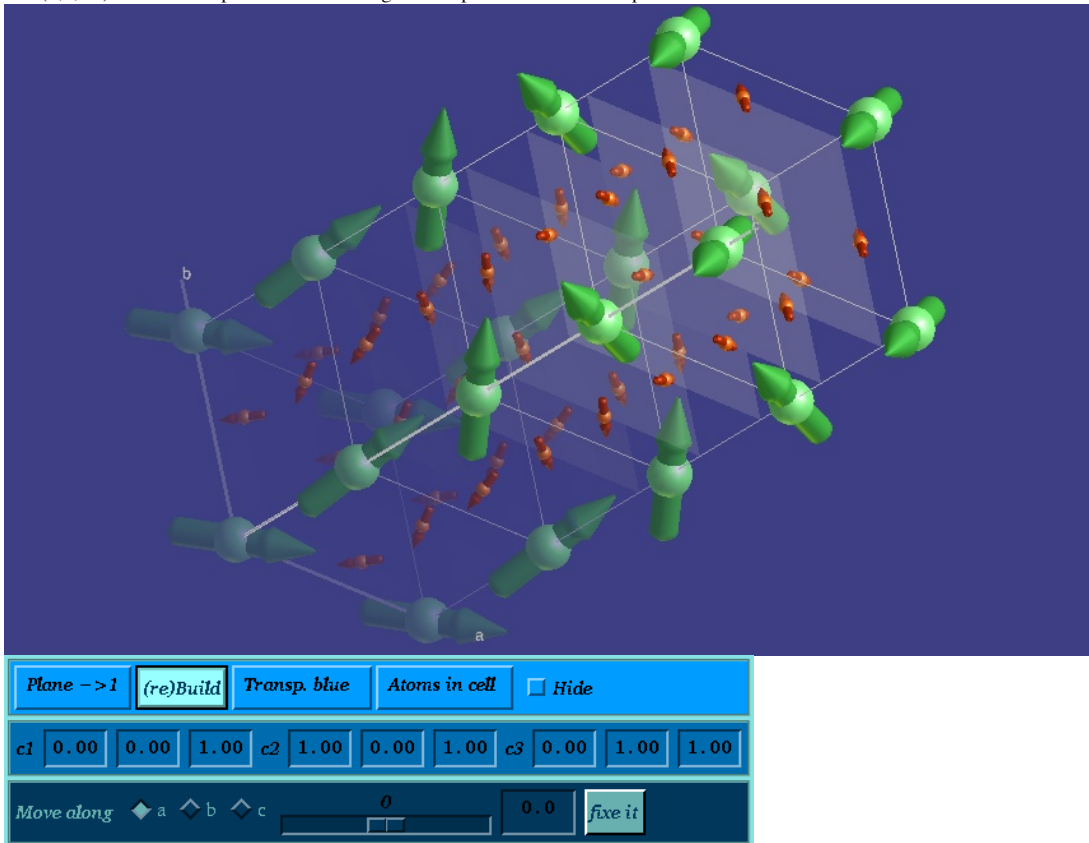 b
a
Plane ->1 (re)Build Transp. blue Atoms in cell Hide
c1 0.00 0.00 1.00 c2 1.00 0.00 1.00 c3 0.00 1.00 1.00
0
Move along a b c 0.0 fixe it